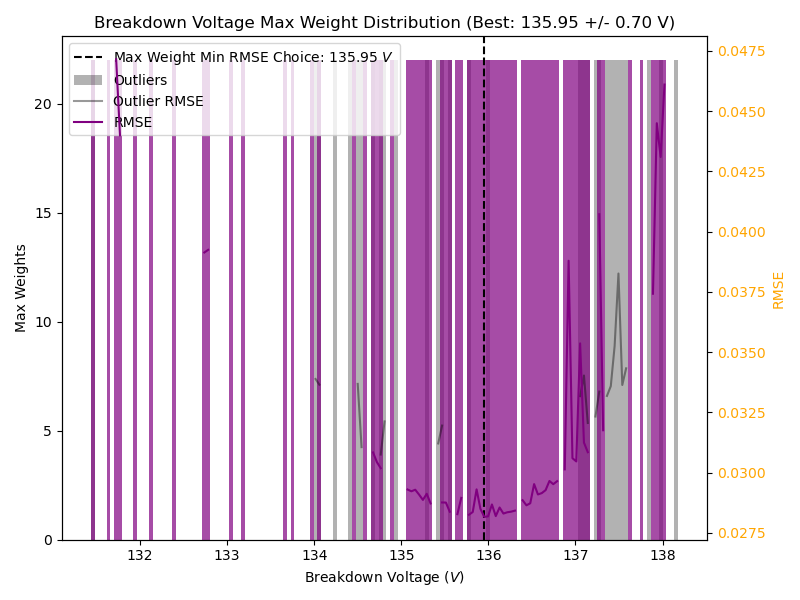 Breakdown Voltage Max Weight Distribution (Best: 135.95 +/- 0.70 V)
Max Weight Min RMSE Choice: 135.95 V
Outliers
Outlier RMSE
RMSE
Max Weights
20
15
10
5
0
132
133
134
135
136
137
138
Breakdown Voltage (V)
0.0475
0.0450
0.0425
0.0400
0.0375
0.0350
0.0325
0.0300
0.0275
RMSE